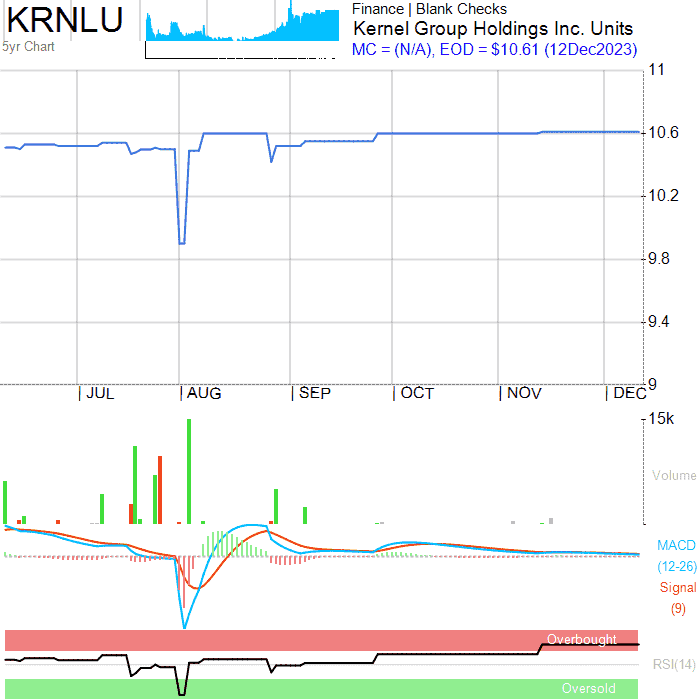 KRNLU
5yr Chart
Finance | Blank Checks
Kernel Group Holdings Inc. Units
MC = (N/A), EOD = $10.61 (12Dec2023)
11
10.6
10.2
9.8
9.4
9
JUL
AUG
SEP
OCT
NOV
DEC
15k
Volume
MACD
(12-26)
Signal
(9)
Overbought
RSI(14)
Oversold